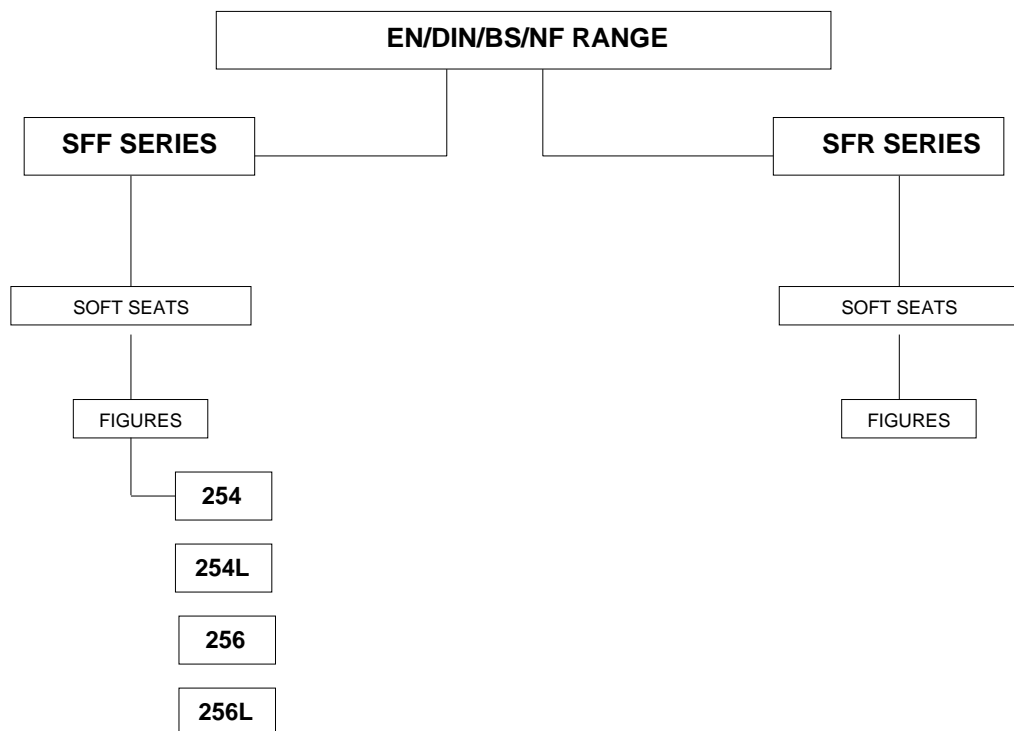 EN/DIN/BS/NF RANGE
SFF SERIES
SFR SERIES
SOFT SEATS
SOFT SEATS
FIGURES
FIGURES
254
254L
256
256L